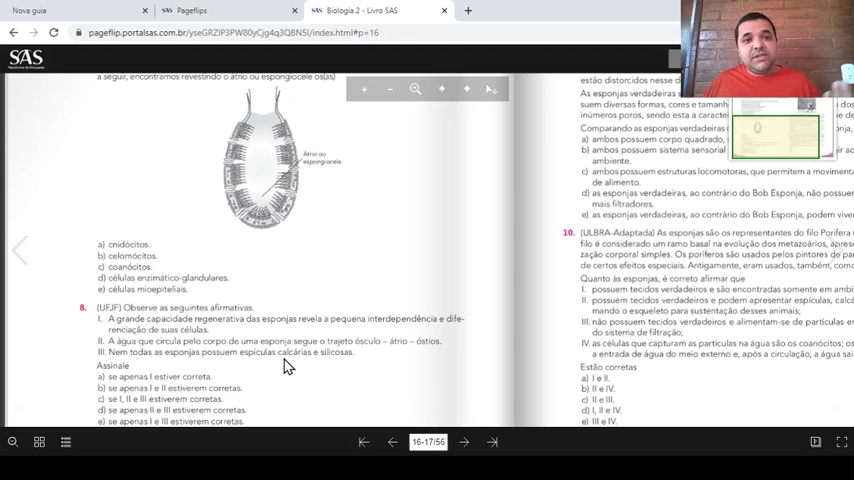 Nova guia
Pageflips
SAS
Biologia 2 - Livro SAS
pageflip.portalsas.com.br/yseGRZIP3PW80yCjg4q3QBN5I/index.html#p=16
SAS
a seguir, encontramos revestindo o átrio ou espongiocele os(as)
Átrio ou
espongiocele
a) cnidócitos.
b) celomócitos.
c) coanócitos.
d) células enzimático-glandulares.
e) células mioepiteliais.
8. (UFJF) Observe as seguintes afirmativas.
I. A grande capacidade regenerativa das esponjas revela a pequena interdependência e dife-
renciação de suas células.
II. A água que circula pelo corpo de uma esponja segue o trajeto ósculo - átrio - óstios.
III. Nem todas as esponjas possuem espículas calcárias e silicosas.
Assinale
a) se apenas I estiver correta.
b) se apenas I e II estiverem corretas.
c) se I, II e III estiverem corretas.
d) se apenas II e III estiverem corretas.
e) se apenas I e III estiverem corretas.
estão distorcidos nesse de
As esponjas verdadeiras s
suem diversas formas, cores e tamanh
inúmeros poros, sendo esta a caracter
Comparando as esponjas verdadeiras
a) ambos possuem corpo quadrado,
b) ambos possuem sistema sensorial
ambiente.
c) ambos possuem estruturas locomotoras, que permitem a movimenta
de alimento.
d) as esponjas verdadeiras, ao contrário do Bob Esponja, não possue
mais filtradores.
e) as esponjas verdadeiras, ao contrário do Bob Esponja, podem viver
10. (ULBRA-Adaptada) As esponjas são os representantes do filo Porifera
filo é considerado um ramo basal na evolução dos metazoários, aprese
zação corporal simples. Os poríferos são usados pelos pintores de par
de certos efeitos especiais. Antigamente, eram usados, também, como
Quanto às esponjas, é correto afirmar que
I. possuem tecidos verdadeiros e são encontradas somente em ambi
II. possuem tecidos verdadeiros e podem apresentar espículas, calcá
mando o esqueleto para sustentação desses animais;
III. não possuem tecidos verdadeiros e alimentam-se de partículas em
do sistema de filtração;
IV. as células que capturam as partículas na água são os coanócitos; os
a entrada de água do meio externo e, após a circulação, a água sai
Estão corretas
a) I e II.
b) II e IV.
c) II e III.
d) I, II e IV.
e) III e IV.
16-17/56